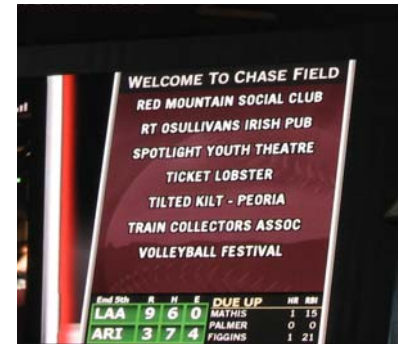 WELCOME TO CHASE FIELD
RED MOUNTAIN SOCIAL CLUB
RT OSULLIVANS IRISH PUB
SPOTLIGHT YOUTH THEATRE
TICKET LOBSTER
TILTED KILT - PEORIA
TRAIN COLLECTORS ASSOC
VOLLEYBALL FESTIVAL
End 5th R H E DUE UP HR RBI
LAA 9 6 0 MATHIS 1 15
PALMER 0 0
ARI 3 7 4 FIGGINS 1 21